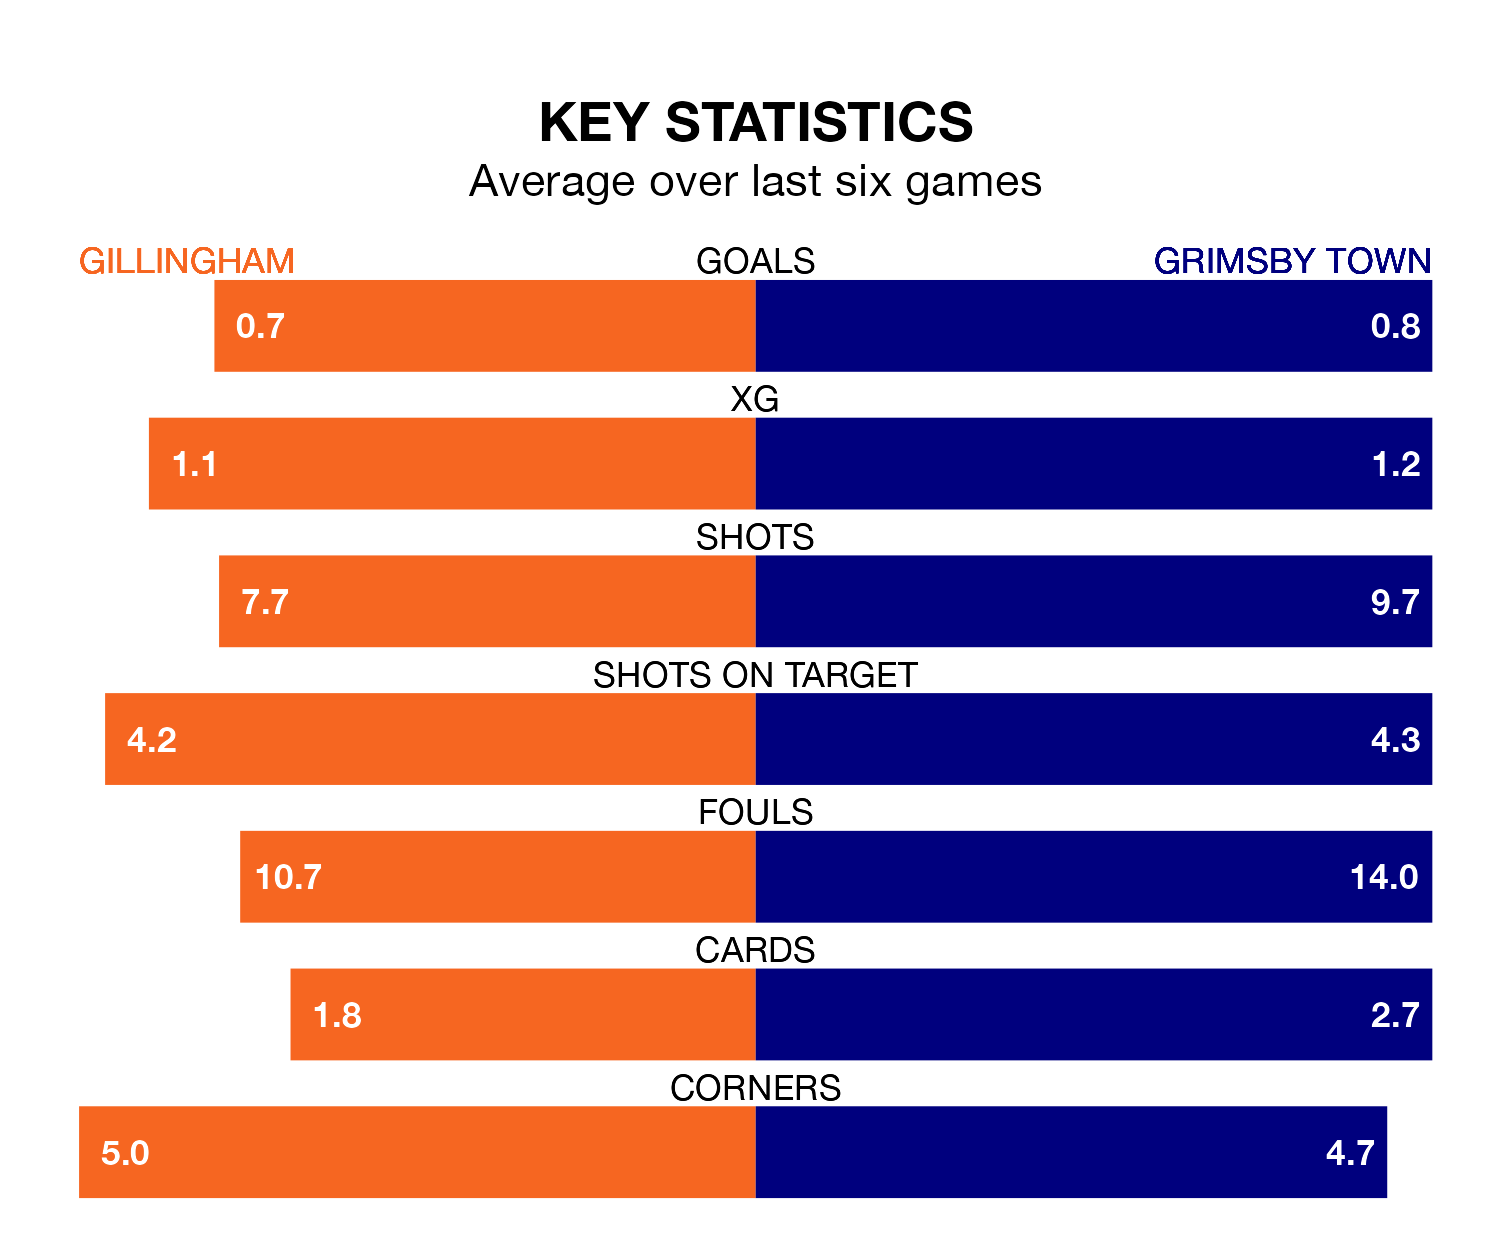 KEY STATISTICS
Average over last six games
GILLINGHAM GOALS GRIMSBY TOWN
0.7 0.8
XG
1.1 1.2
SHOTS
7.7 9.7
SHOTS ON TARGET
4.2 4.3
FOULS
10.7 14.0
CARDS
1.8 2.7
CORNERS
5.0 4.7